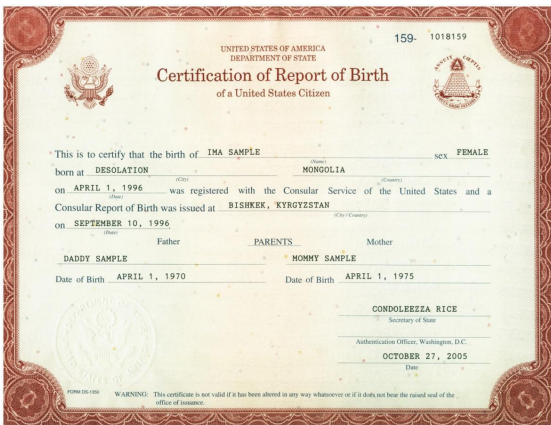 159- 1018159
UNITED STATES OF AMERICA
DEPARTMENT OF STATE
Certification of Report of Birth
of a United States Citizen
ANNUIT CŒPTIS
This is to certify that the birth of IMA SAMPLE sex FEMALE
(Name)
born at DESOLATION MONGOLIA
(City) (Country)
on APRIL 1, 1996 was registered with the Consular Service of the United States and a
(Date)
Consular Report of Birth was issued at BISHKEK, KYRGYZSTAN
(City / Country)
on SEPTEMBER 10, 1996
(Date)
Father PARENTS Mother
DADDY SAMPLE MOMMY SAMPLE
Date of Birth APRIL 1, 1970 Date of Birth APRIL 1, 1975
CONDOLEEZZA RICE
Secretary of State
Authentication Officer, Washington, D.C.
OCTOBER 27, 2005
Date
FORM DS-1350 WARNING: This certificate is not valid if it has been altered in any way whatsoever or if it does not bear the raised seal of the
office of issuance.